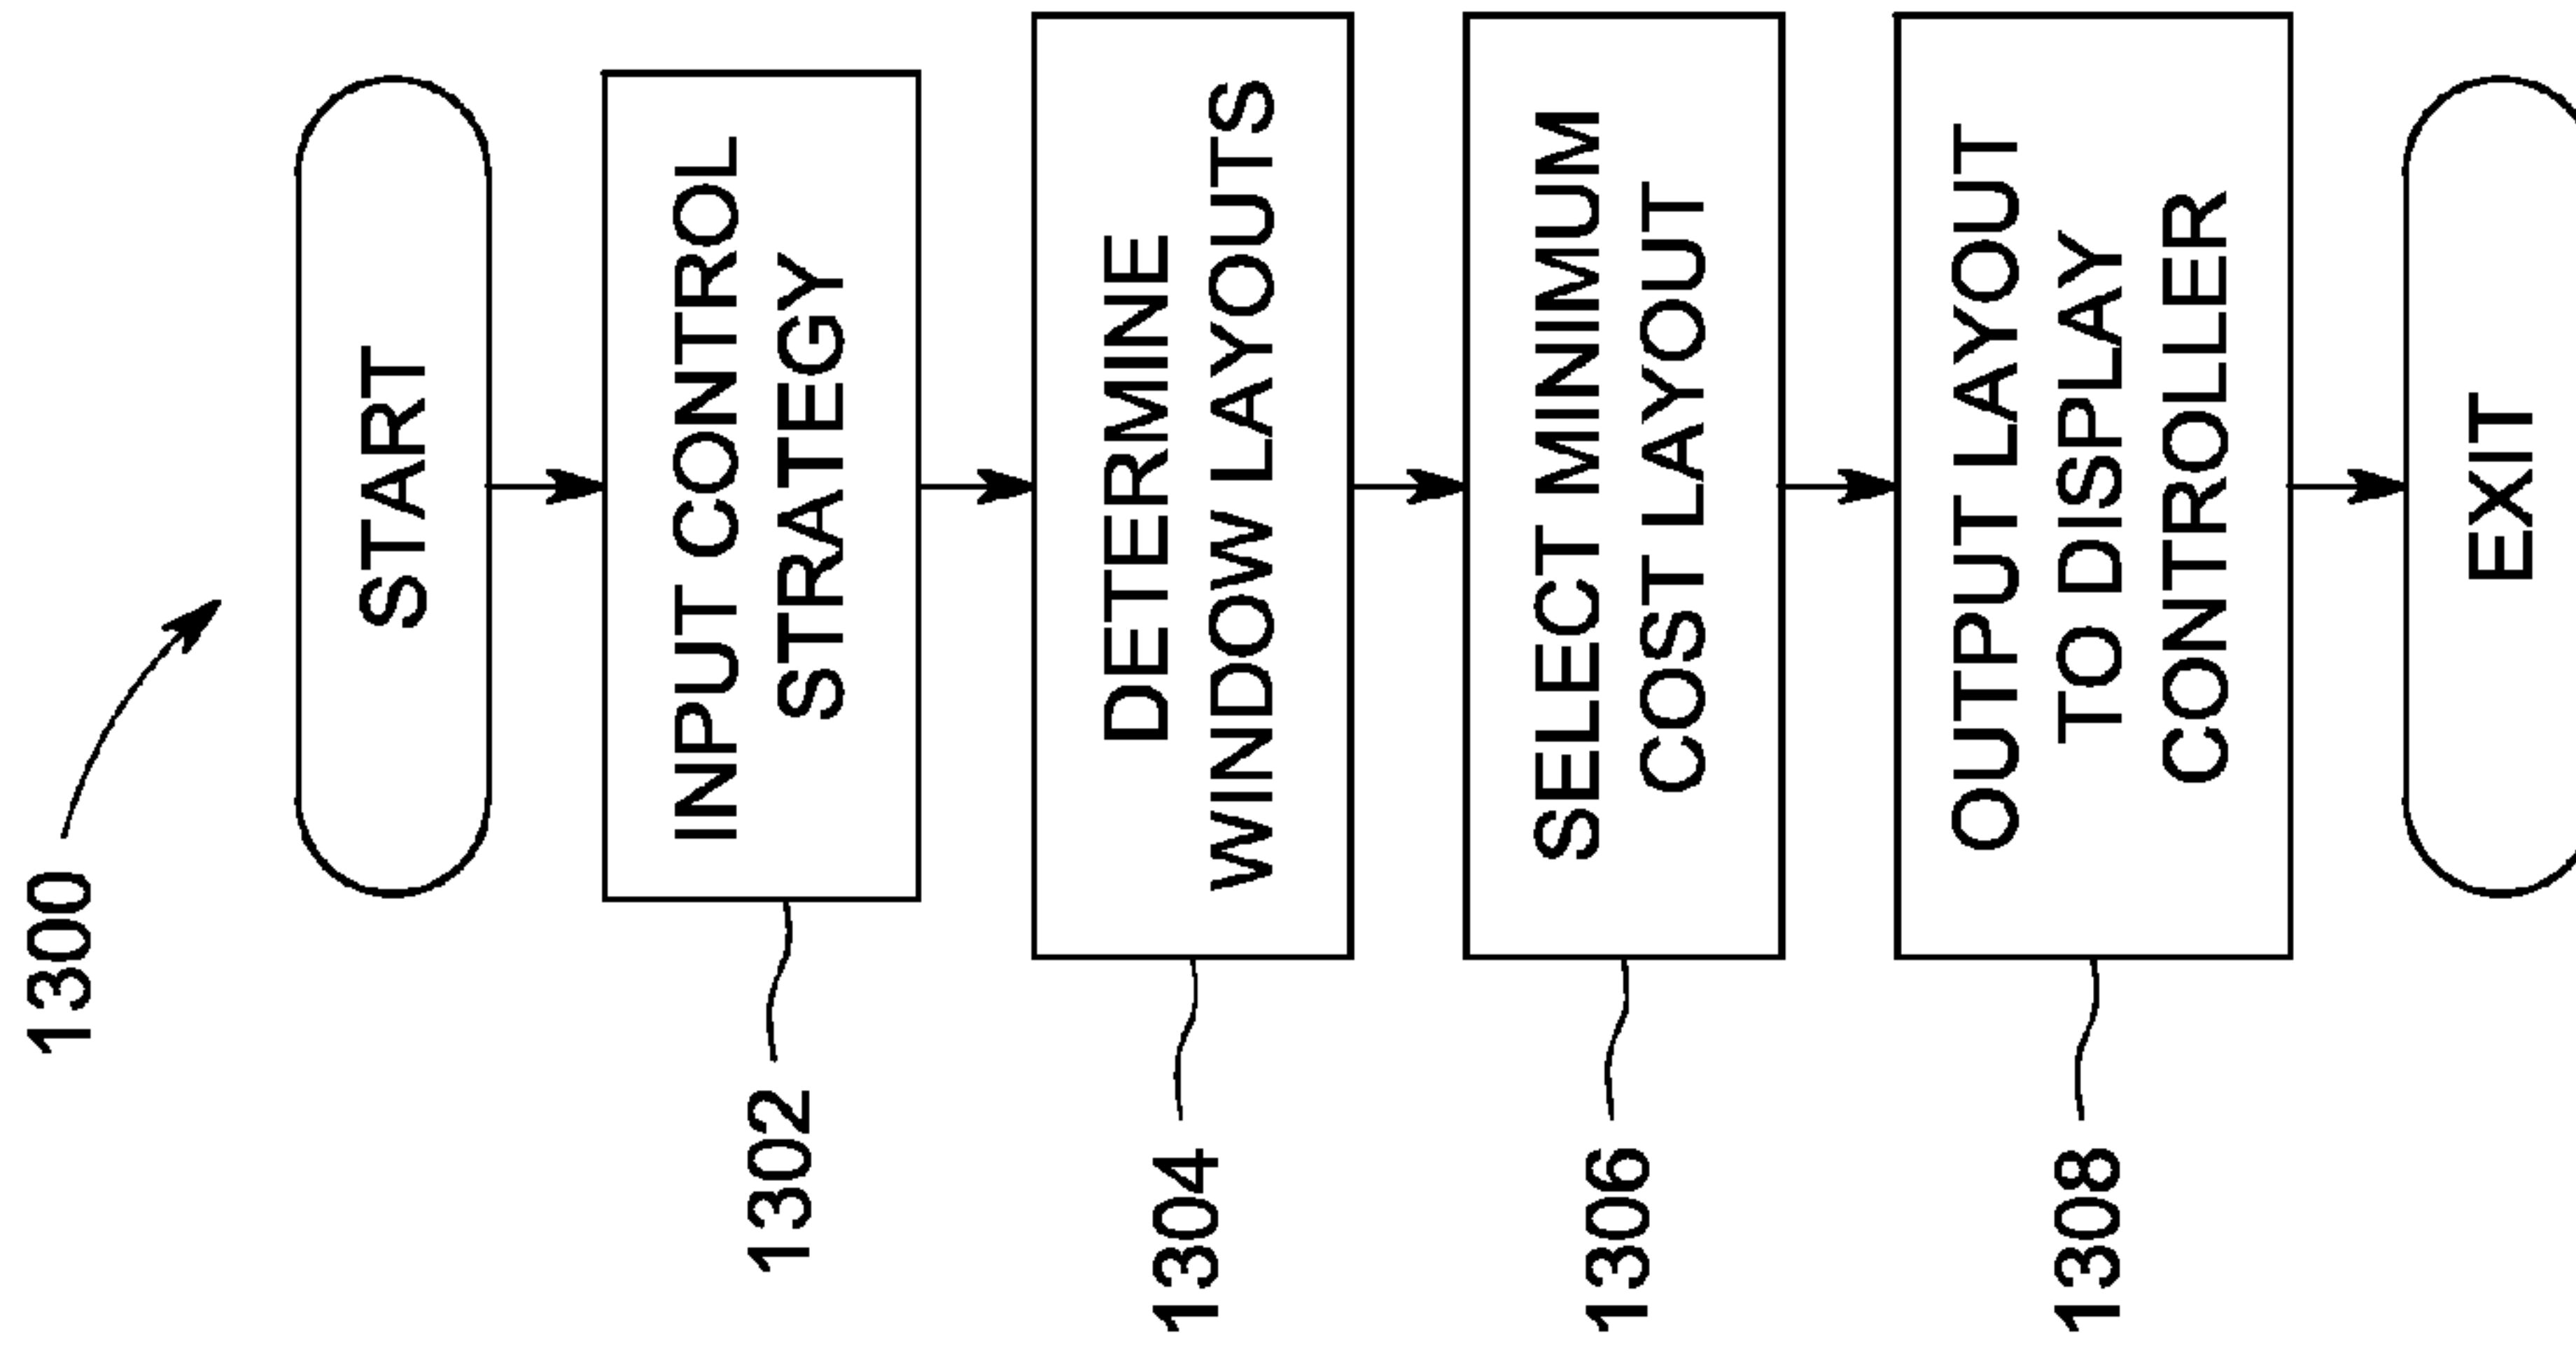 1300
START
INPUT CONTROL
STRATEGY
1302
DETERMINE
WINDOW LAYOUTS
1304
SELECT MINIMUM
COST LAYOUT
1306
OUTPUT LAYOUT
TO DISPLAY
CONTROLLER
1308
EXIT